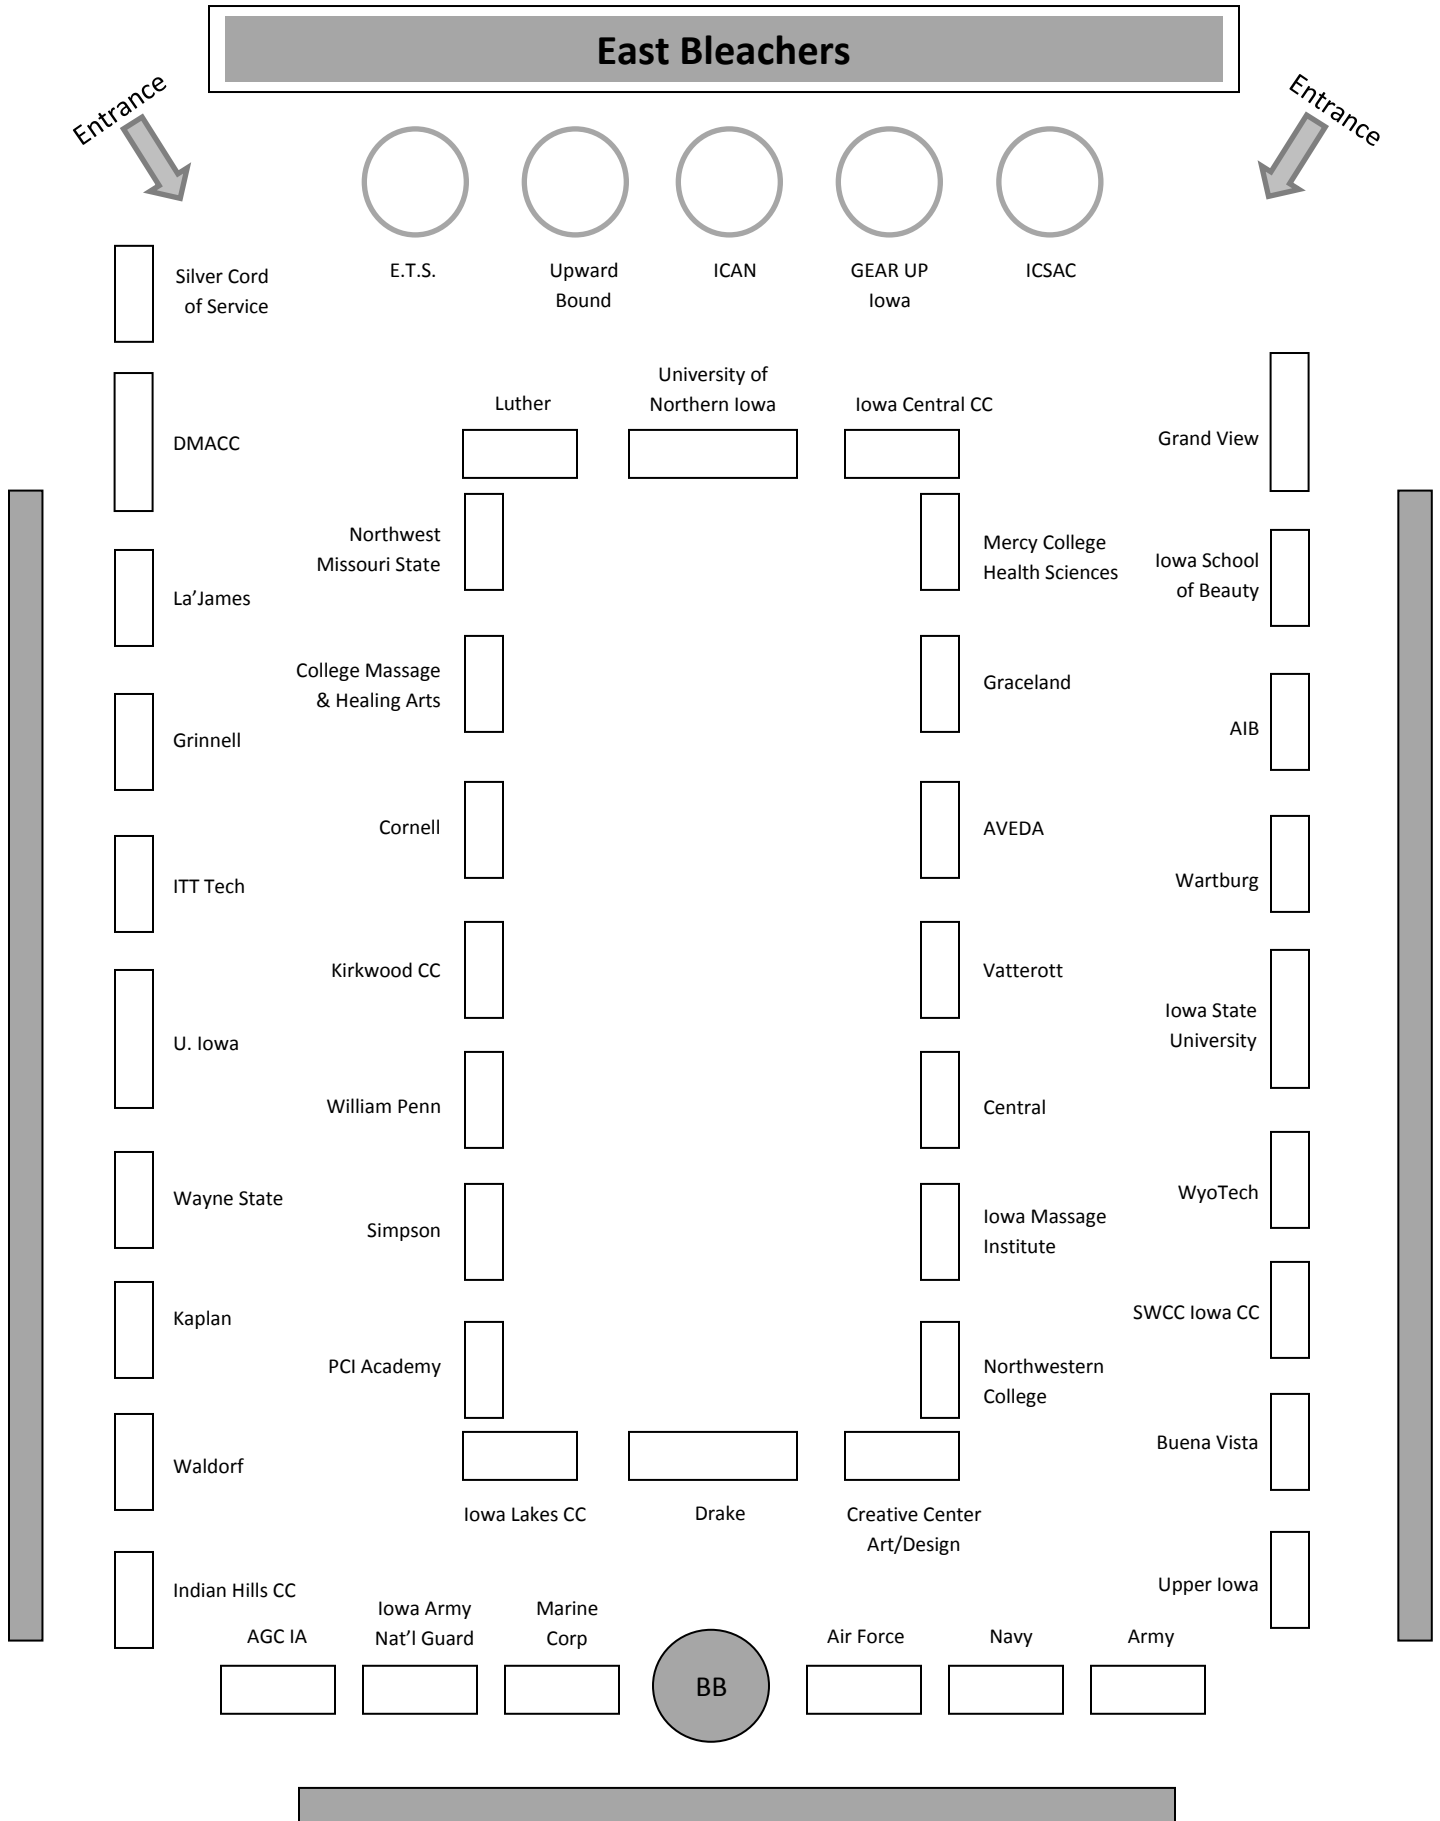 East Bleachers
Entrance
Entrance
E.T.S.
Upward
Bound
ICAN
GEAR UP
Iowa
ICSAC
Silver Cord
of Service
DMACC
La’James
Grinnell
ITT Tech
U. Iowa
Wayne State
Kaplan
Waldorf
Indian Hills CC
Luther
University of
Northern Iowa
Iowa Central CC
Northwest
Missouri State
College Massage
& Healing Arts
Cornell
Kirkwood CC
William Penn
Simpson
PCI Academy
Mercy College
Health Sciences
Graceland
AVEDA
Vatterott
Central
Iowa Massage
Institute
Northwestern
College
Iowa Lakes CC
Drake
Creative Center
Art/Design
Grand View
Iowa School
of Beauty
AIB
Wartburg
Iowa State
University
WyoTech
SWCC Iowa CC
Buena Vista
Upper Iowa
AGC IA
Iowa Army
Nat’l Guard
Marine
Corp
BB
Air Force
Navy
Army